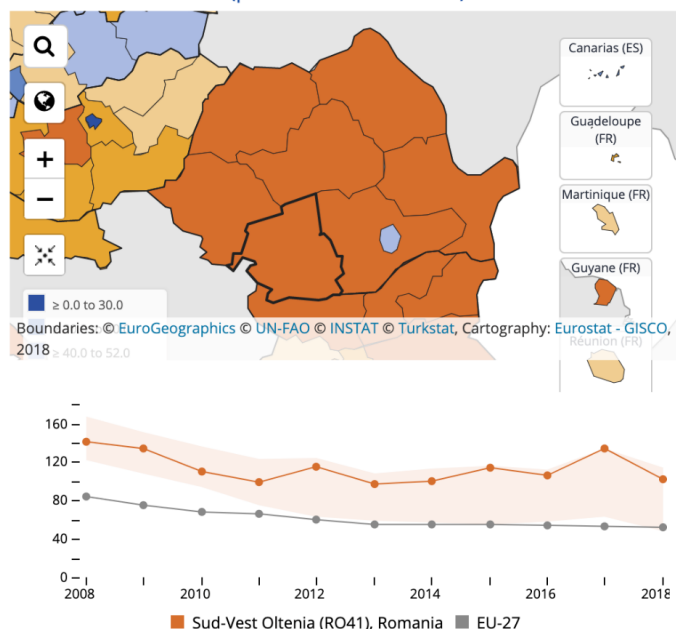 Canarias (ES)
Guadeloupe
(FR)
+
Martinique (FR)
−
Guyane (FR)
≥ 0.0 to 30.0
Boundaries: © EuroGeographics © UN-FAO © INSTAT © Turkstat, Cartography: Eurostat - GISCO,
2018
≥ 40.0 to 52.0
Réunion (FR)
160
120
80
40
0
2008
2010
2012
2014
2016
2018
Sud-Vest Oltenia (RO41), Romania
EU-27